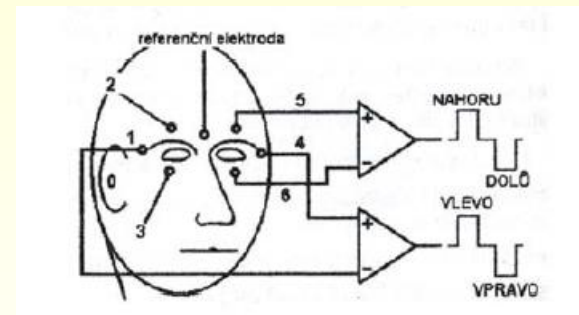 referenční elektroda
2
5
NAHORU
+
1
4
-
DOLŮ
6
VLEVO
3
+
-
VPRAVO